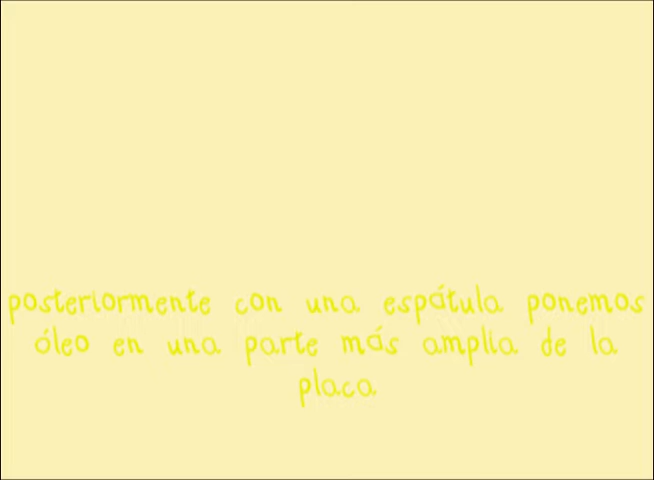 posteriormente con una espátula ponemos
óleo en una parte más amplia de la
placa